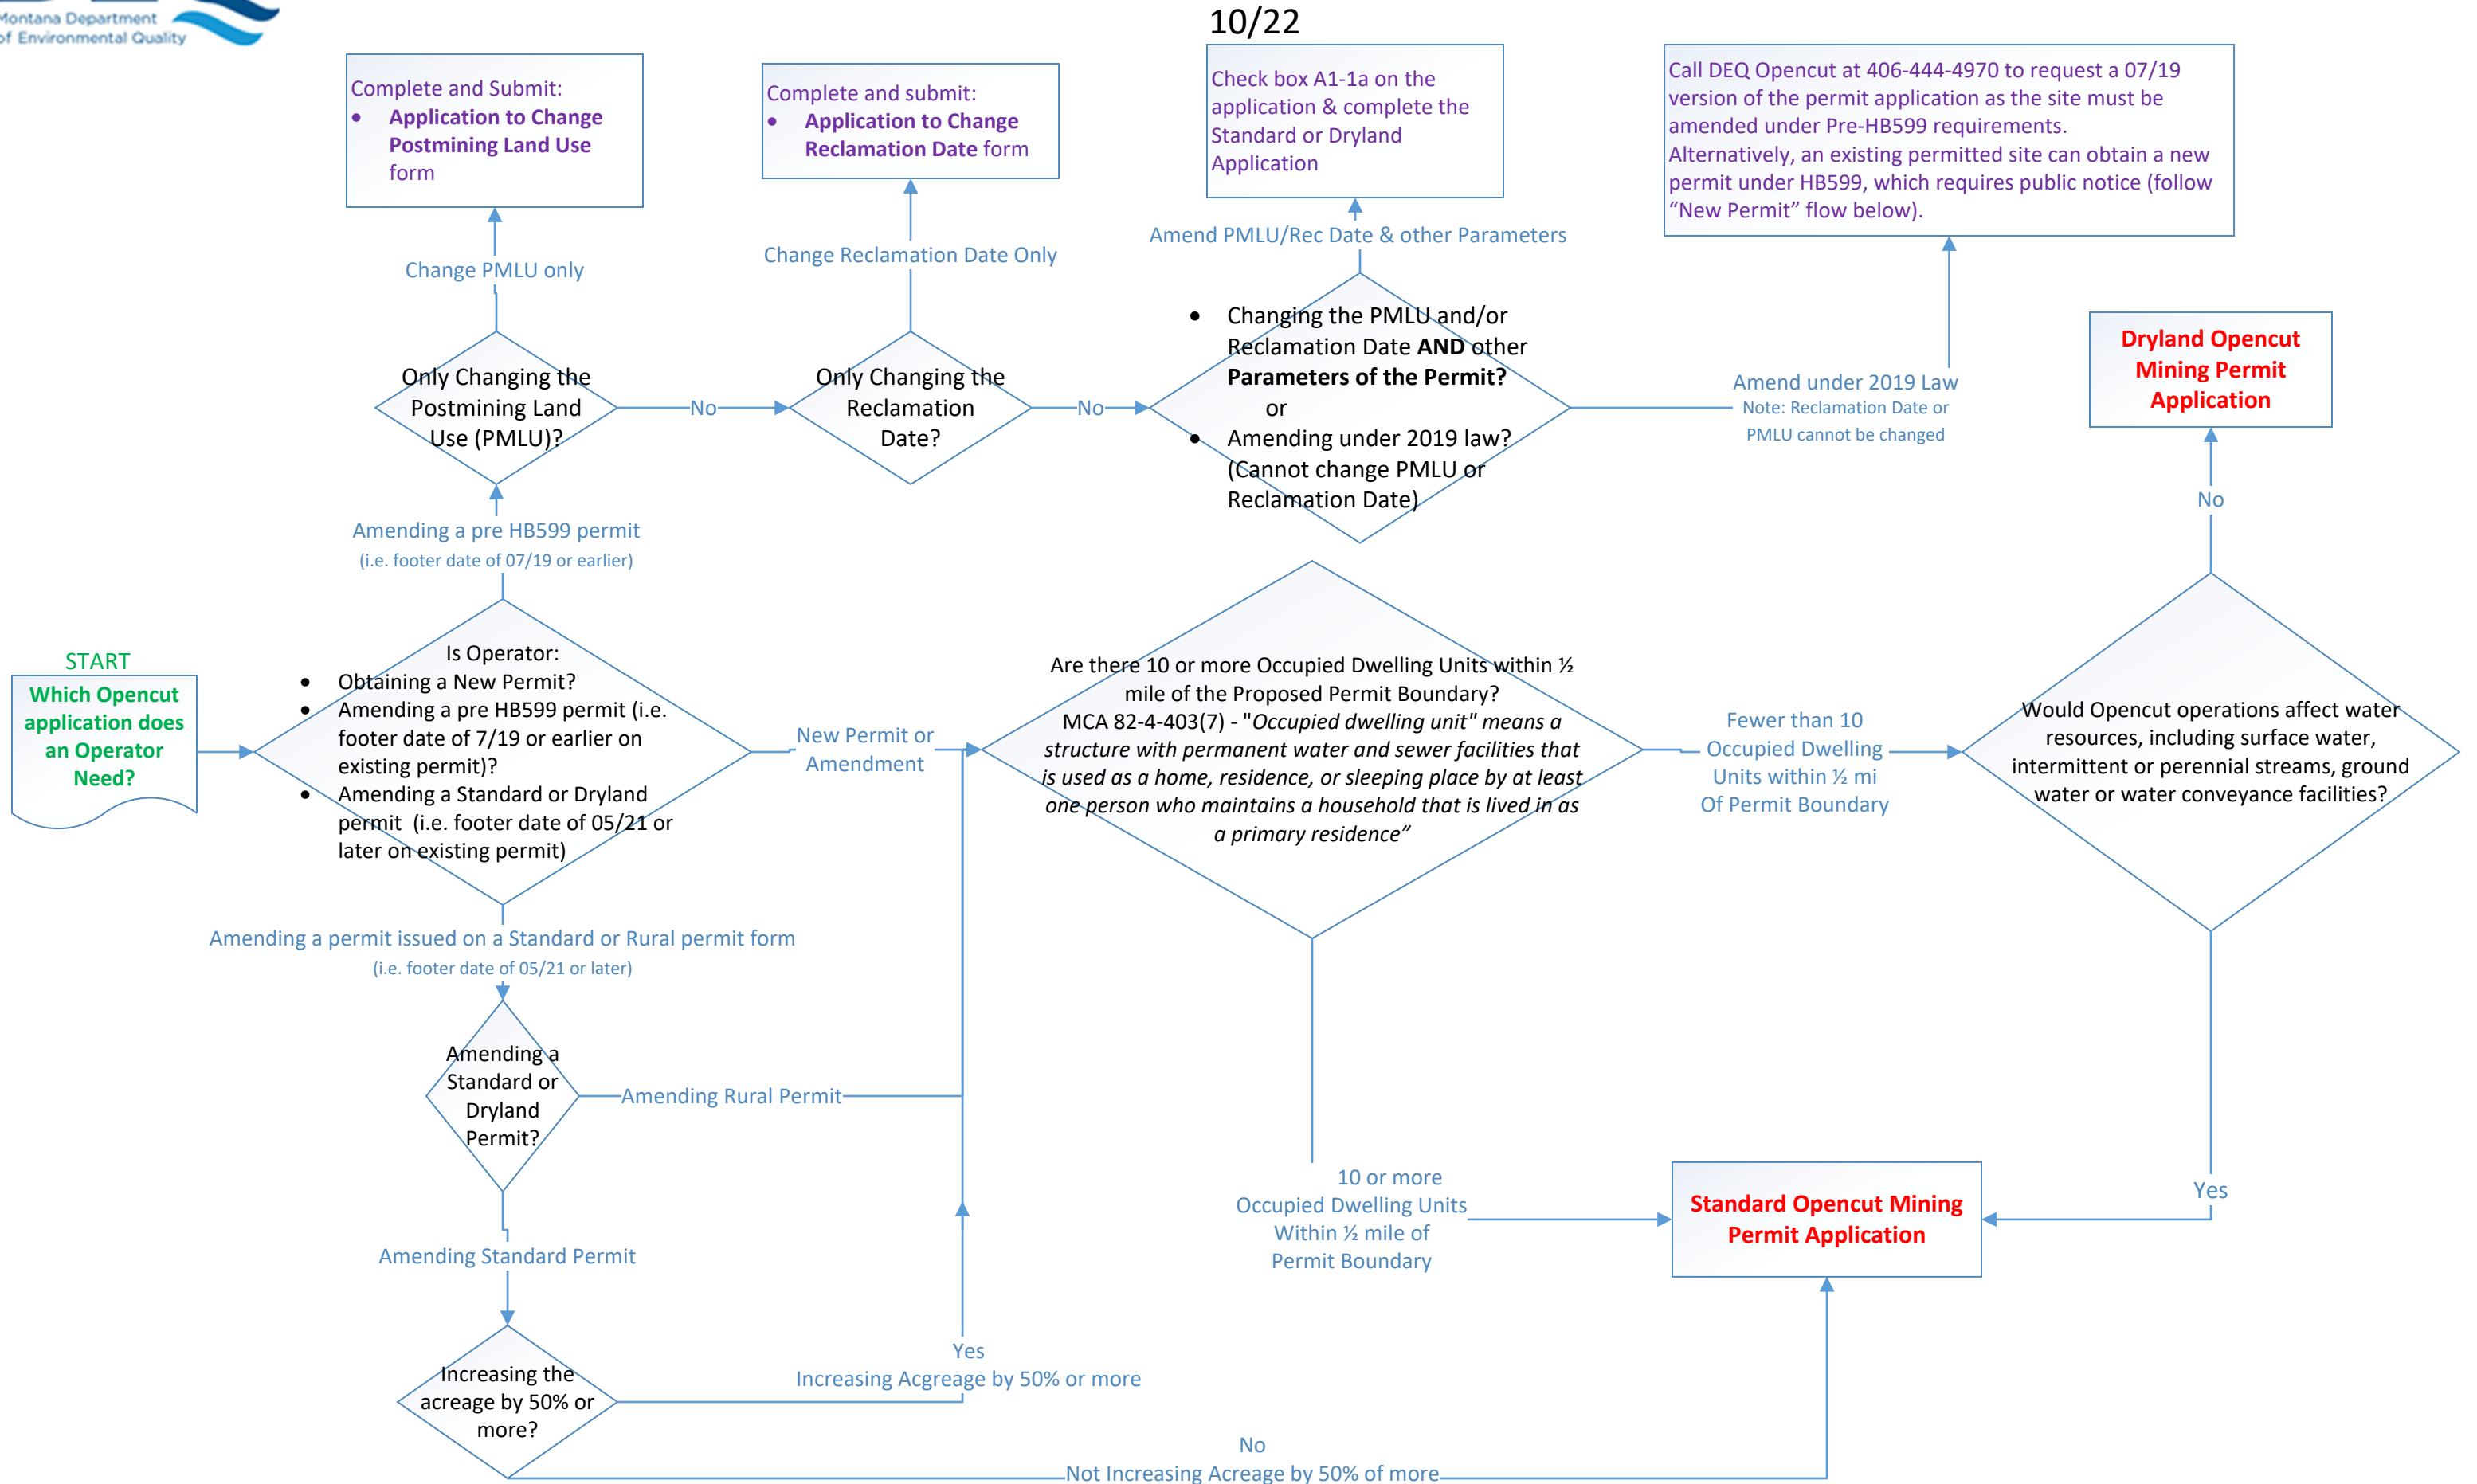 Montana Department
of Environmental Quality
10/22
Complete and Submit:
• Application to Change
Postmining Land Use
form
Complete and submit:
• Application to Change
Reclamation Date form
Check box A1-1a on the
application & complete the
Standard or Dryland
Application
Call DEQ Opencut at 406-444-4970 to request a 07/19
version of the permit application as the site must be
amended under Pre-HB599 requirements.
Alternatively, an existing permitted site can obtain a new
permit under HB599, which requires public notice (follow
“New Permit” flow below).
Change PMLU only
Change Reclamation Date Only
Amend PMLU/Rec Date & other Parameters
Only Changing the
Postmining Land
Use (PMLU)?
No
Only Changing the
Reclamation
Date?
No
• Changing the PMLU and/or
Reclamation Date AND other
Parameters of the Permit?
or
• Amending under 2019 law?
(Cannot change PMLU or
Reclamation Date)
Amend under 2019 Law
Note: Reclamation Date or
PMLU cannot be changed
Dryland Opencut
Mining Permit
Application
No
Amending a pre HB599 permit
(i.e. footer date of 07/19 or earlier)
START
Which Opencut
application does
an Operator
Need?
Is Operator:
• Obtaining a New Permit?
• Amending a pre HB599 permit (i.e.
footer date of 7/19 or earlier on
existing permit)?
• Amending a Standard or Dryland
permit  (i.e. footer date of 05/21 or
later on existing permit)
New Permit or
Amendment
Are there 10 or more Occupied Dwelling Units within ½
mile of the Proposed Permit Boundary?
MCA 82-4-403(7) - "Occupied dwelling unit" means a
structure with permanent water and sewer facilities that
is used as a home, residence, or sleeping place by at least
one person who maintains a household that is lived in as
a primary residence”
Fewer than 10
Occupied Dwelling
Units within ½ mi
Of Permit Boundary
Would Opencut operations affect water
resources, including surface water,
intermittent or perennial streams, ground
water or water conveyance facilities?
Amending a permit issued on a Standard or Rural permit form
(i.e. footer date of 05/21 or later)
Amending a
Standard or
Dryland
Permit?
Amending Rural Permit
Amending Standard Permit
10 or more
Occupied Dwelling Units
Within ½ mile of
Permit Boundary
Standard Opencut Mining
Permit Application
Yes
Increasing the
acreage by 50% or
more?
Yes
Increasing Acgreage by 50% or more
No
Not Increasing Acreage by 50% of more